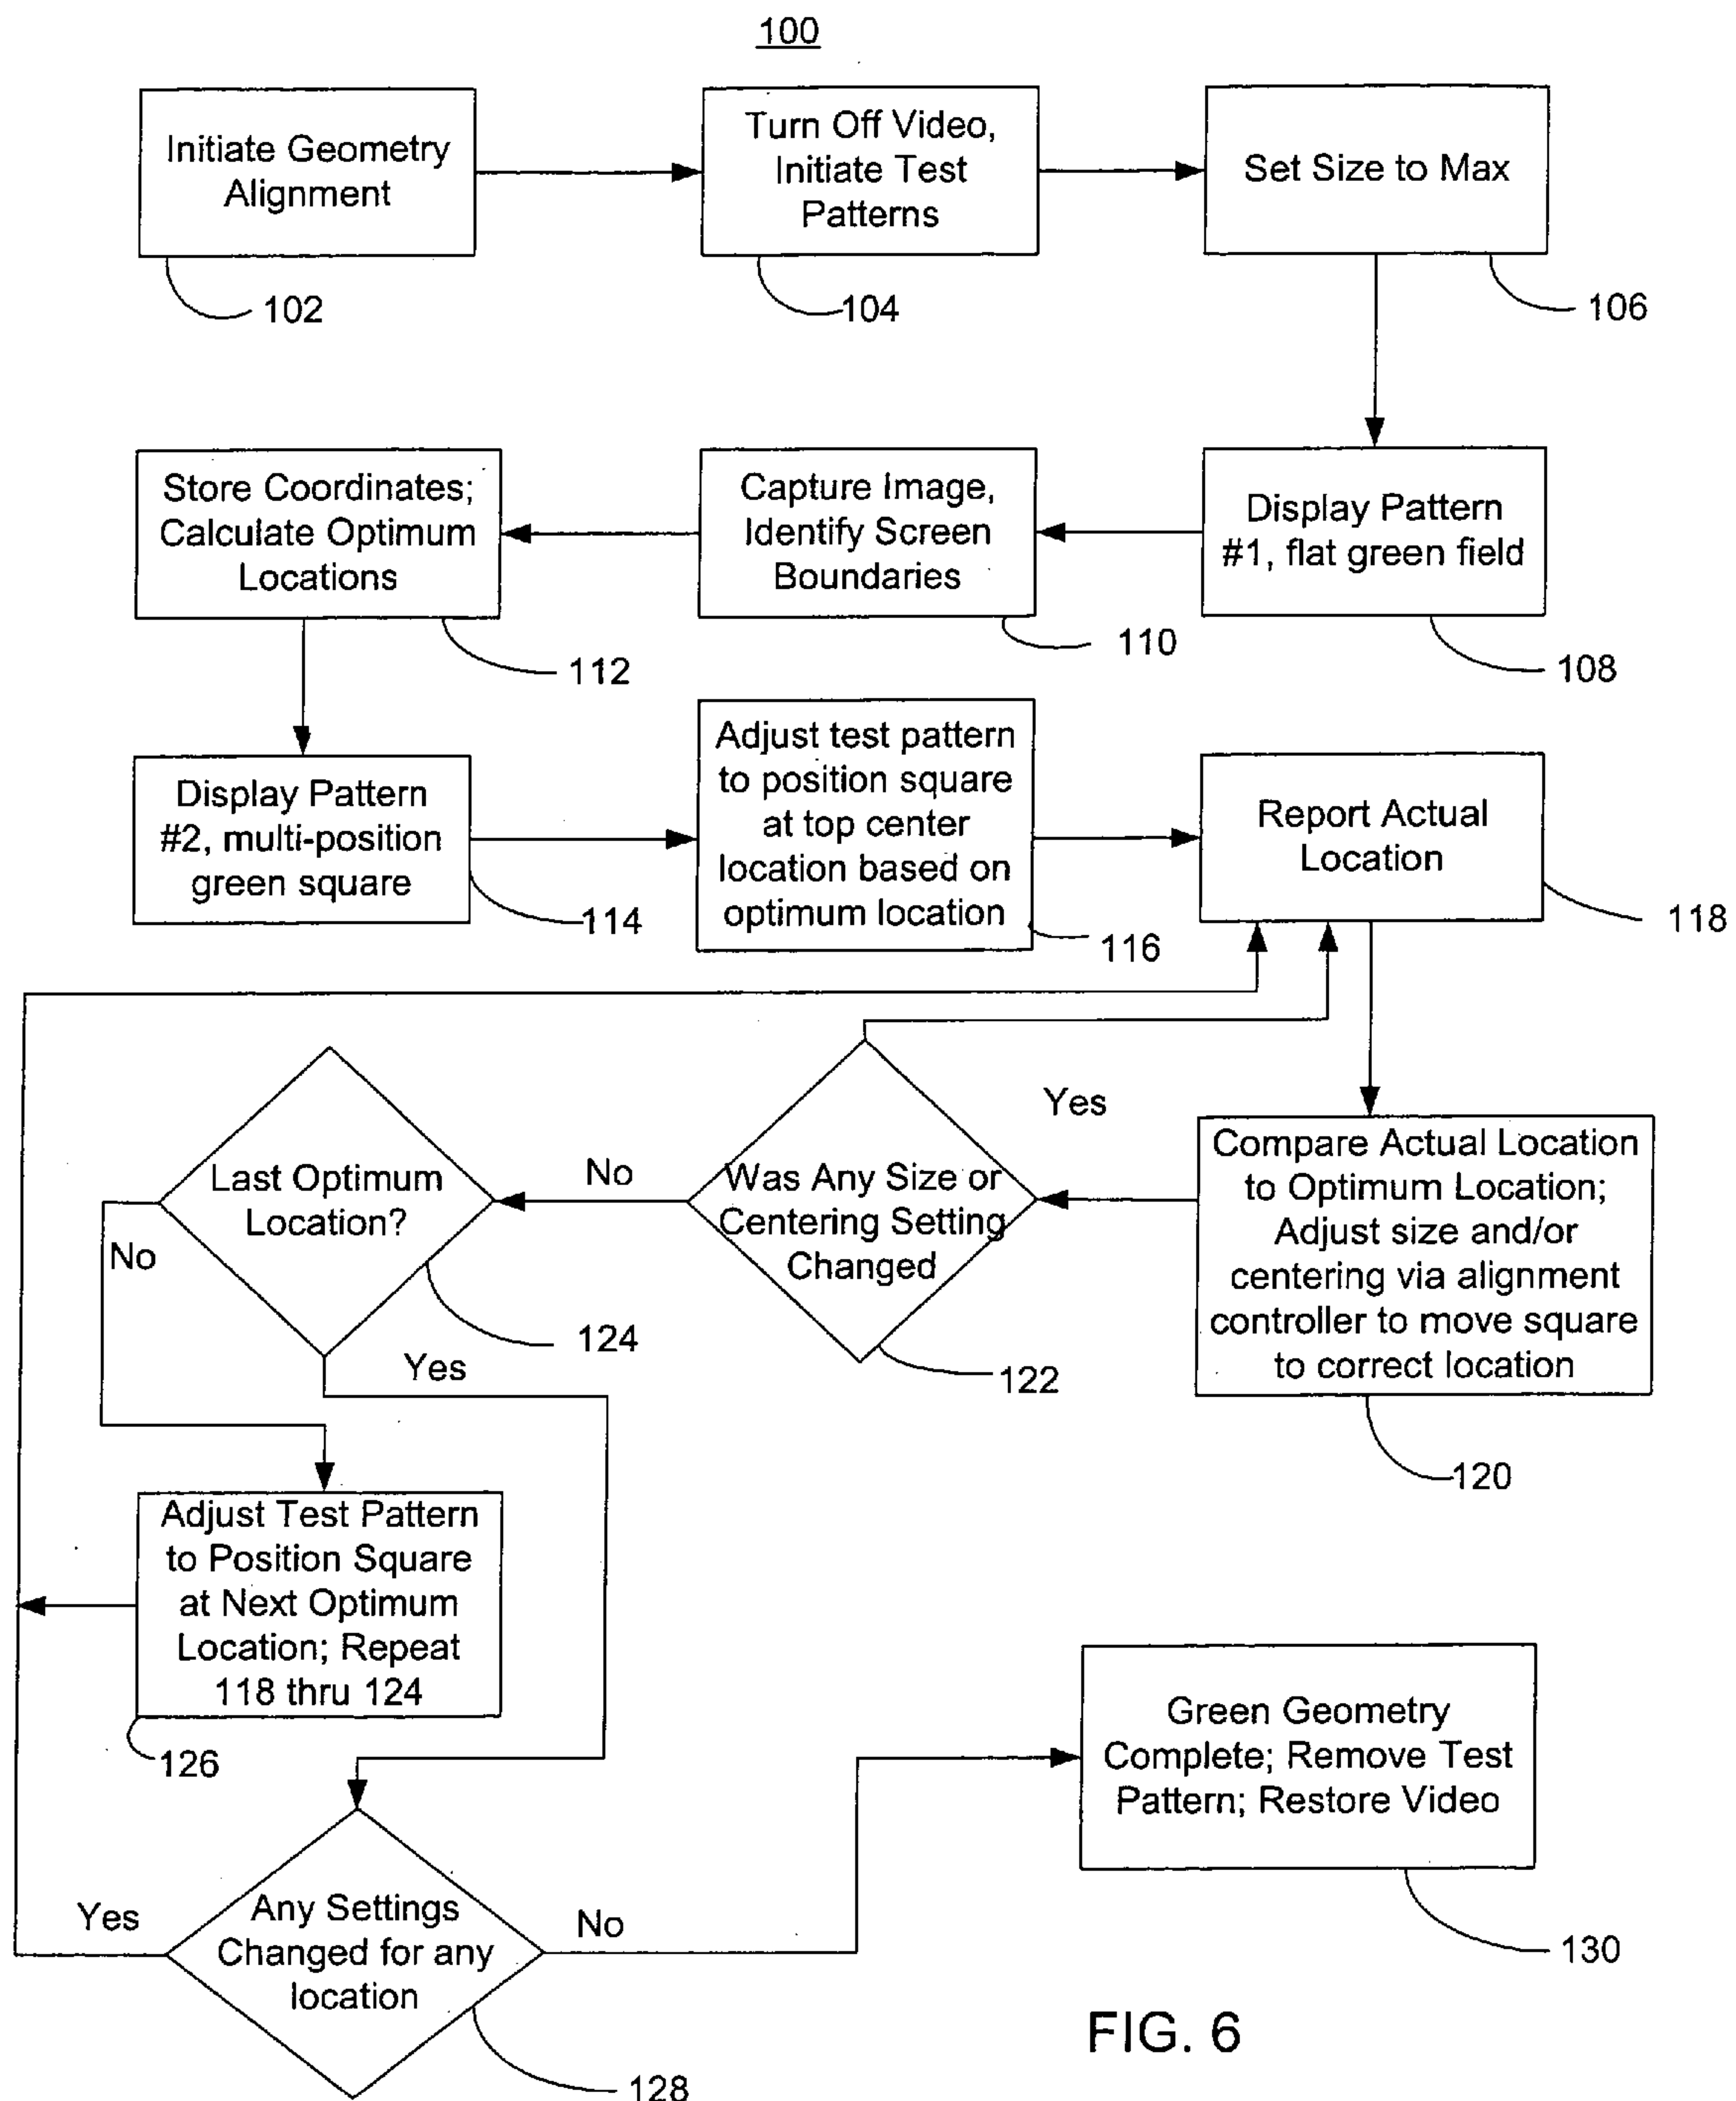 100
Initiate Geometry
Alignment
102
Turn Off Video,
Initiate Test
Patterns
104
Set Size to Max
106
Display Pattern
#1, flat green field
108
Capture Image,
Identify Screen
Boundaries
110
Store Coordinates;
Calculate Optimum
Locations
112
Display Pattern
#2, multi-position
green square
114
Adjust test pattern
to position square
at top center
location based on
optimum location
116
Report Actual
Location
118
Compare Actual Location
to Optimum Location;
Adjust size and/or
centering via alignment
controller to move square
to correct location
120
Was Any Size or
Centering Setting
Changed
122
Yes
No
Last Optimum
Location?
124
No
Yes
Adjust Test Pattern
to Position Square
at Next Optimum
Location; Repeat
118 thru 124
126
Any Settings
Changed for any
location
128
Yes
No
Green Geometry
Complete; Remove Test
Pattern; Restore Video
130
FIG. 6